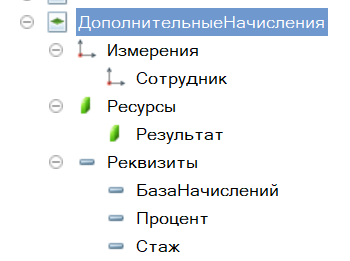 ДополнительныеНачисления
Измерения
Сотрудник
Ресурсы
Результат
Реквизиты
БазаНачислений
Процент
Стаж